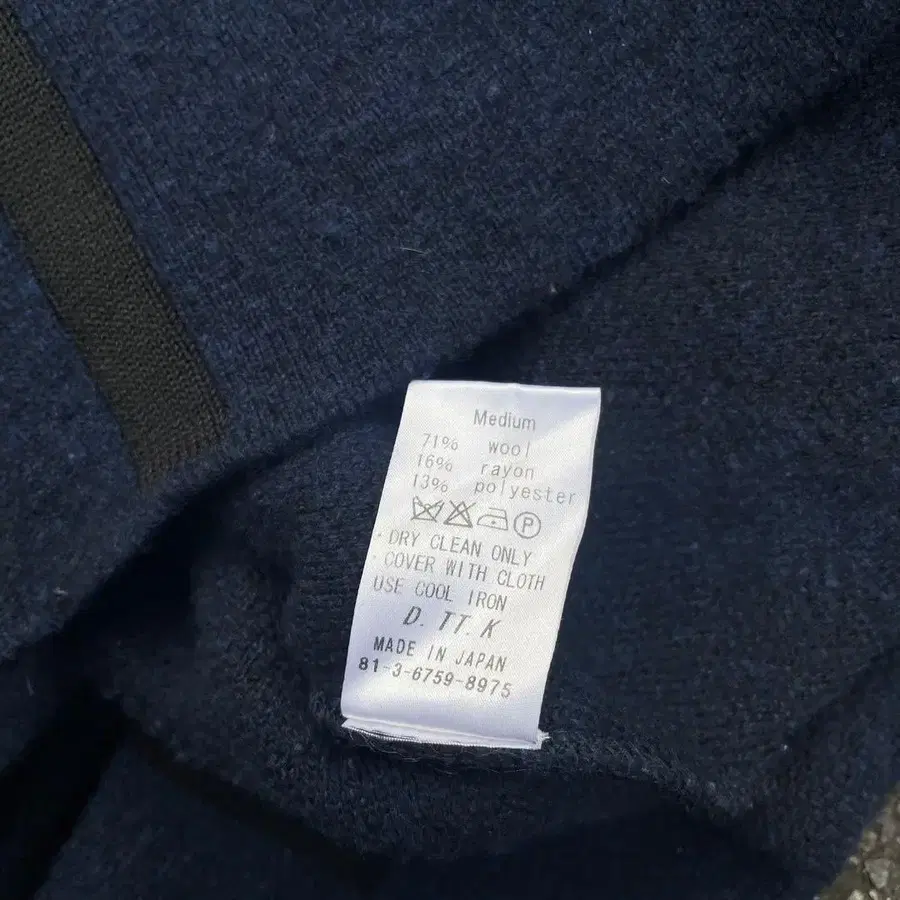 Medium
71% wool
16% rayon
13% polyester
P
· DRY CLEAN ONLY
· COVER WITH CLOTH
USE COOL IRON
D. TT. K
MADE IN JAPAN
81-3-6759-8975